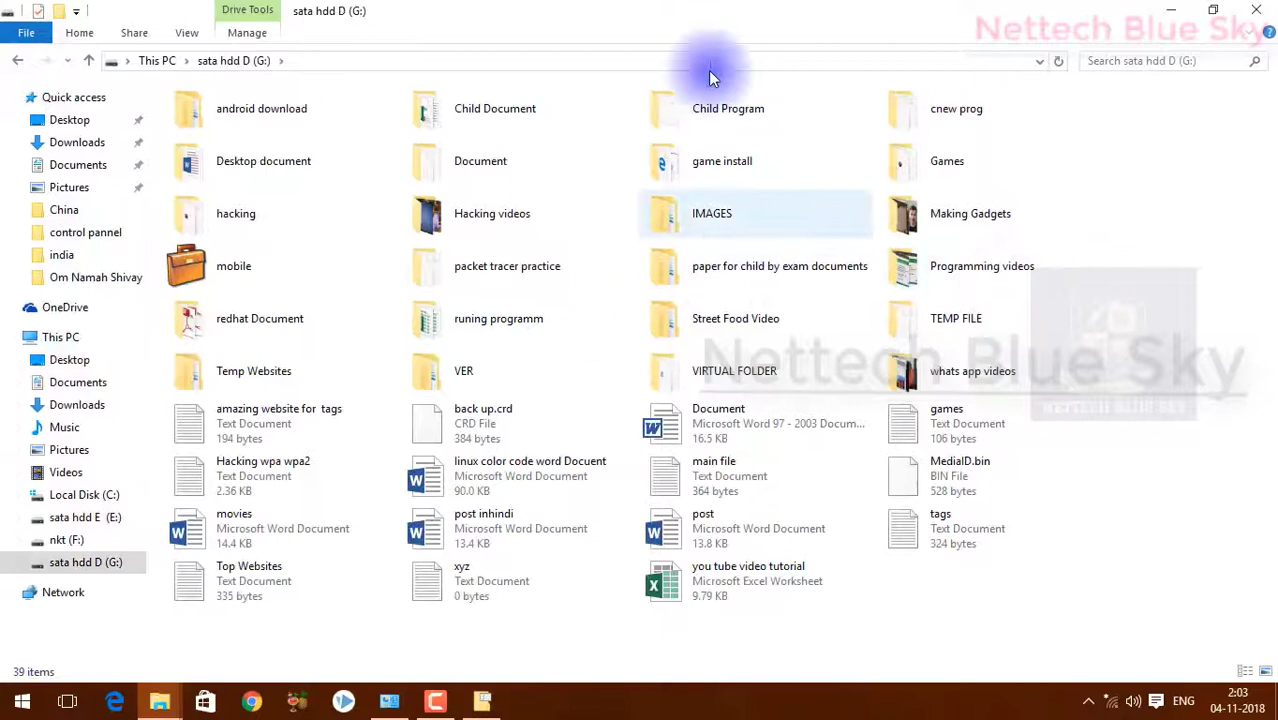 Drive Tools
sata hdd D (G:)
File
Home
Share
View
Manage
Nettech Blue Sky
This PC
sata hdd D (G:)
Search sata hdd D (G:)
Quick access
Desktop
Downloads
Documents
Pictures
China
control pannel
india
Om Namah Shivay
OneDrive
This PC
Desktop
Documents
Downloads
Music
Pictures
Videos
Local Disk (C:)
sata hdd E (E:)
nkt (F:)
sata hdd D (G:)
Network
android download
Child Document
Child Program
cnew prog
Desktop document
Document
game install
Games
hacking
Hacking videos
IMAGES
Making Gadgets
mobile
packet tracer practice
paper for child by exam documents
Programming videos
redhat Document
runing programm
Street Food Video
TEMP FILE
Nettech Blue Sky
Temp Websites
VER
VIRTUAL FOLDER
whats app videos
amazing website for tags
Text Document
194 bytes
back up.crd
CRD File
384 bytes
Document
Microsoft Word 97 - 2003 Docum...
16.5 KB
games
Text Document
106 bytes
Hacking wpa wpa2
Text Document
2.36 KB
linux color code word Docuent
Microsoft Word Document
90.0 KB
main file
Text Document
364 bytes
MediaID.bin
BIN File
528 bytes
movies
Microsoft Word Document
14.4 KB
post inhindi
Microsoft Word Document
13.4 KB
post
Microsoft Word Document
13.8 KB
tags
Text Document
324 bytes
Top Websites
Text Document
335 bytes
xyz
Text Document
0 bytes
you tube video tutorial
Microsoft Excel Worksheet
9.79 KB
39 items
ENG
2:03
04-11-2018